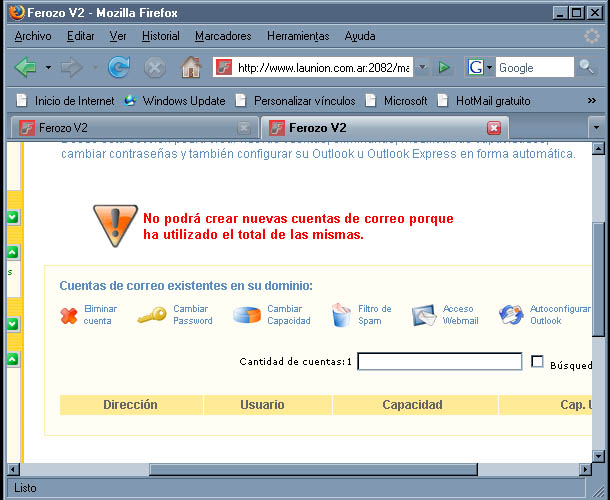 Ferozo V2 - Mozilla Firefox
Archivo Editar Ver Historial Marcadores Herramientas Ayuda
http://www.launion.com.ar:2082/ma
G Google
Inicio de Internet Windows Update Personalizar vínculos Microsoft HotMail gratuito »
Ferozo V2 Ferozo V2
cambiar contraseñas y también configurar su Outlook u Outlook Express en forma automática.
No podrá crear nuevas cuentas de correo porque
ha utilizado el total de las mismas.
s
Cuentas de correo existentes en su dominio:
Eliminar cuenta
Cambiar Password
Cambiar Capacidad
Filtro de Spam
Acceso Webmail
Autoconfigurar Outlook
Cantidad de cuentas:1 Búsqued
Dirección Usuario Capacidad Cap. U
Listo